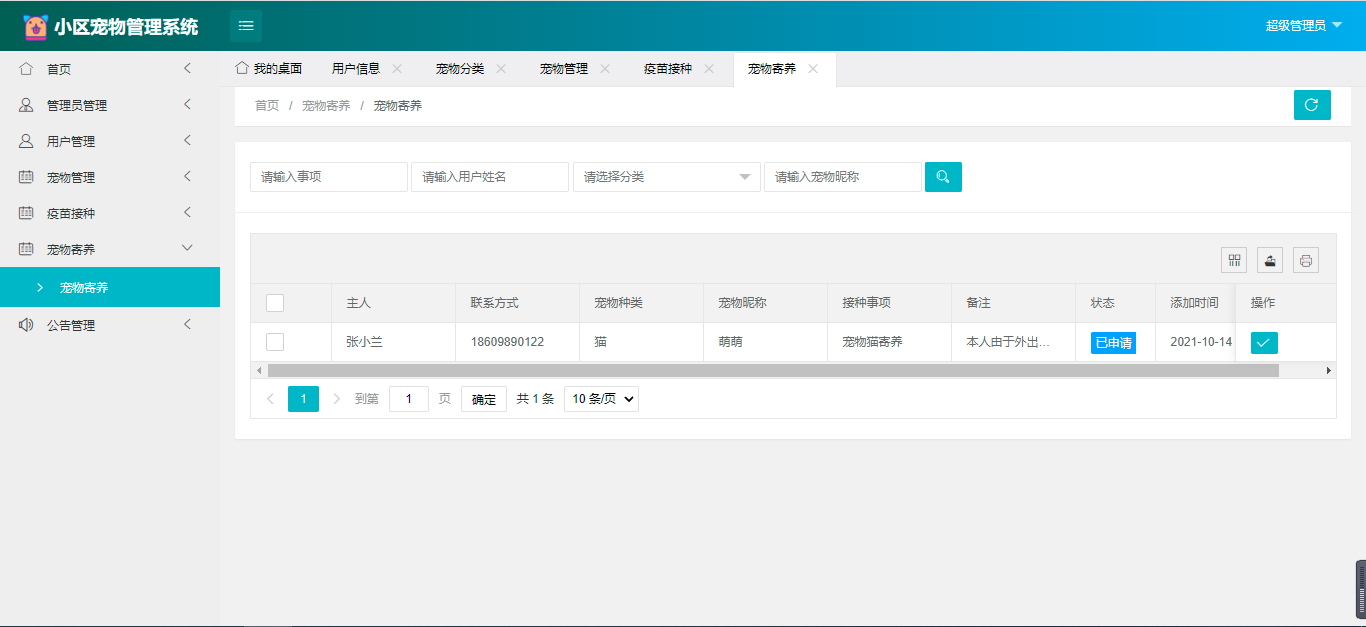 小区宠物管理系统
超级管理员
首页
管理员管理
用户管理
宠物管理
疫苗接种
宠物寄养
宠物寄养
公告管理
我的桌面 用户信息 宠物分类 宠物管理 疫苗接种 宠物寄养
首页 / 宠物寄养 / 宠物寄养
请输入事项 请输入用户姓名 请选择分类 请输入宠物昵称
主人 联系方式 宠物种类 宠物昵称 接种事项 备注 状态 添加时间 操作
张小兰 18609890122 猫 萌萌 宠物猫寄养 本人由于外出... 已申请 2021-10-14
1 到第 1 页 确定 共 1 条 10 条/页